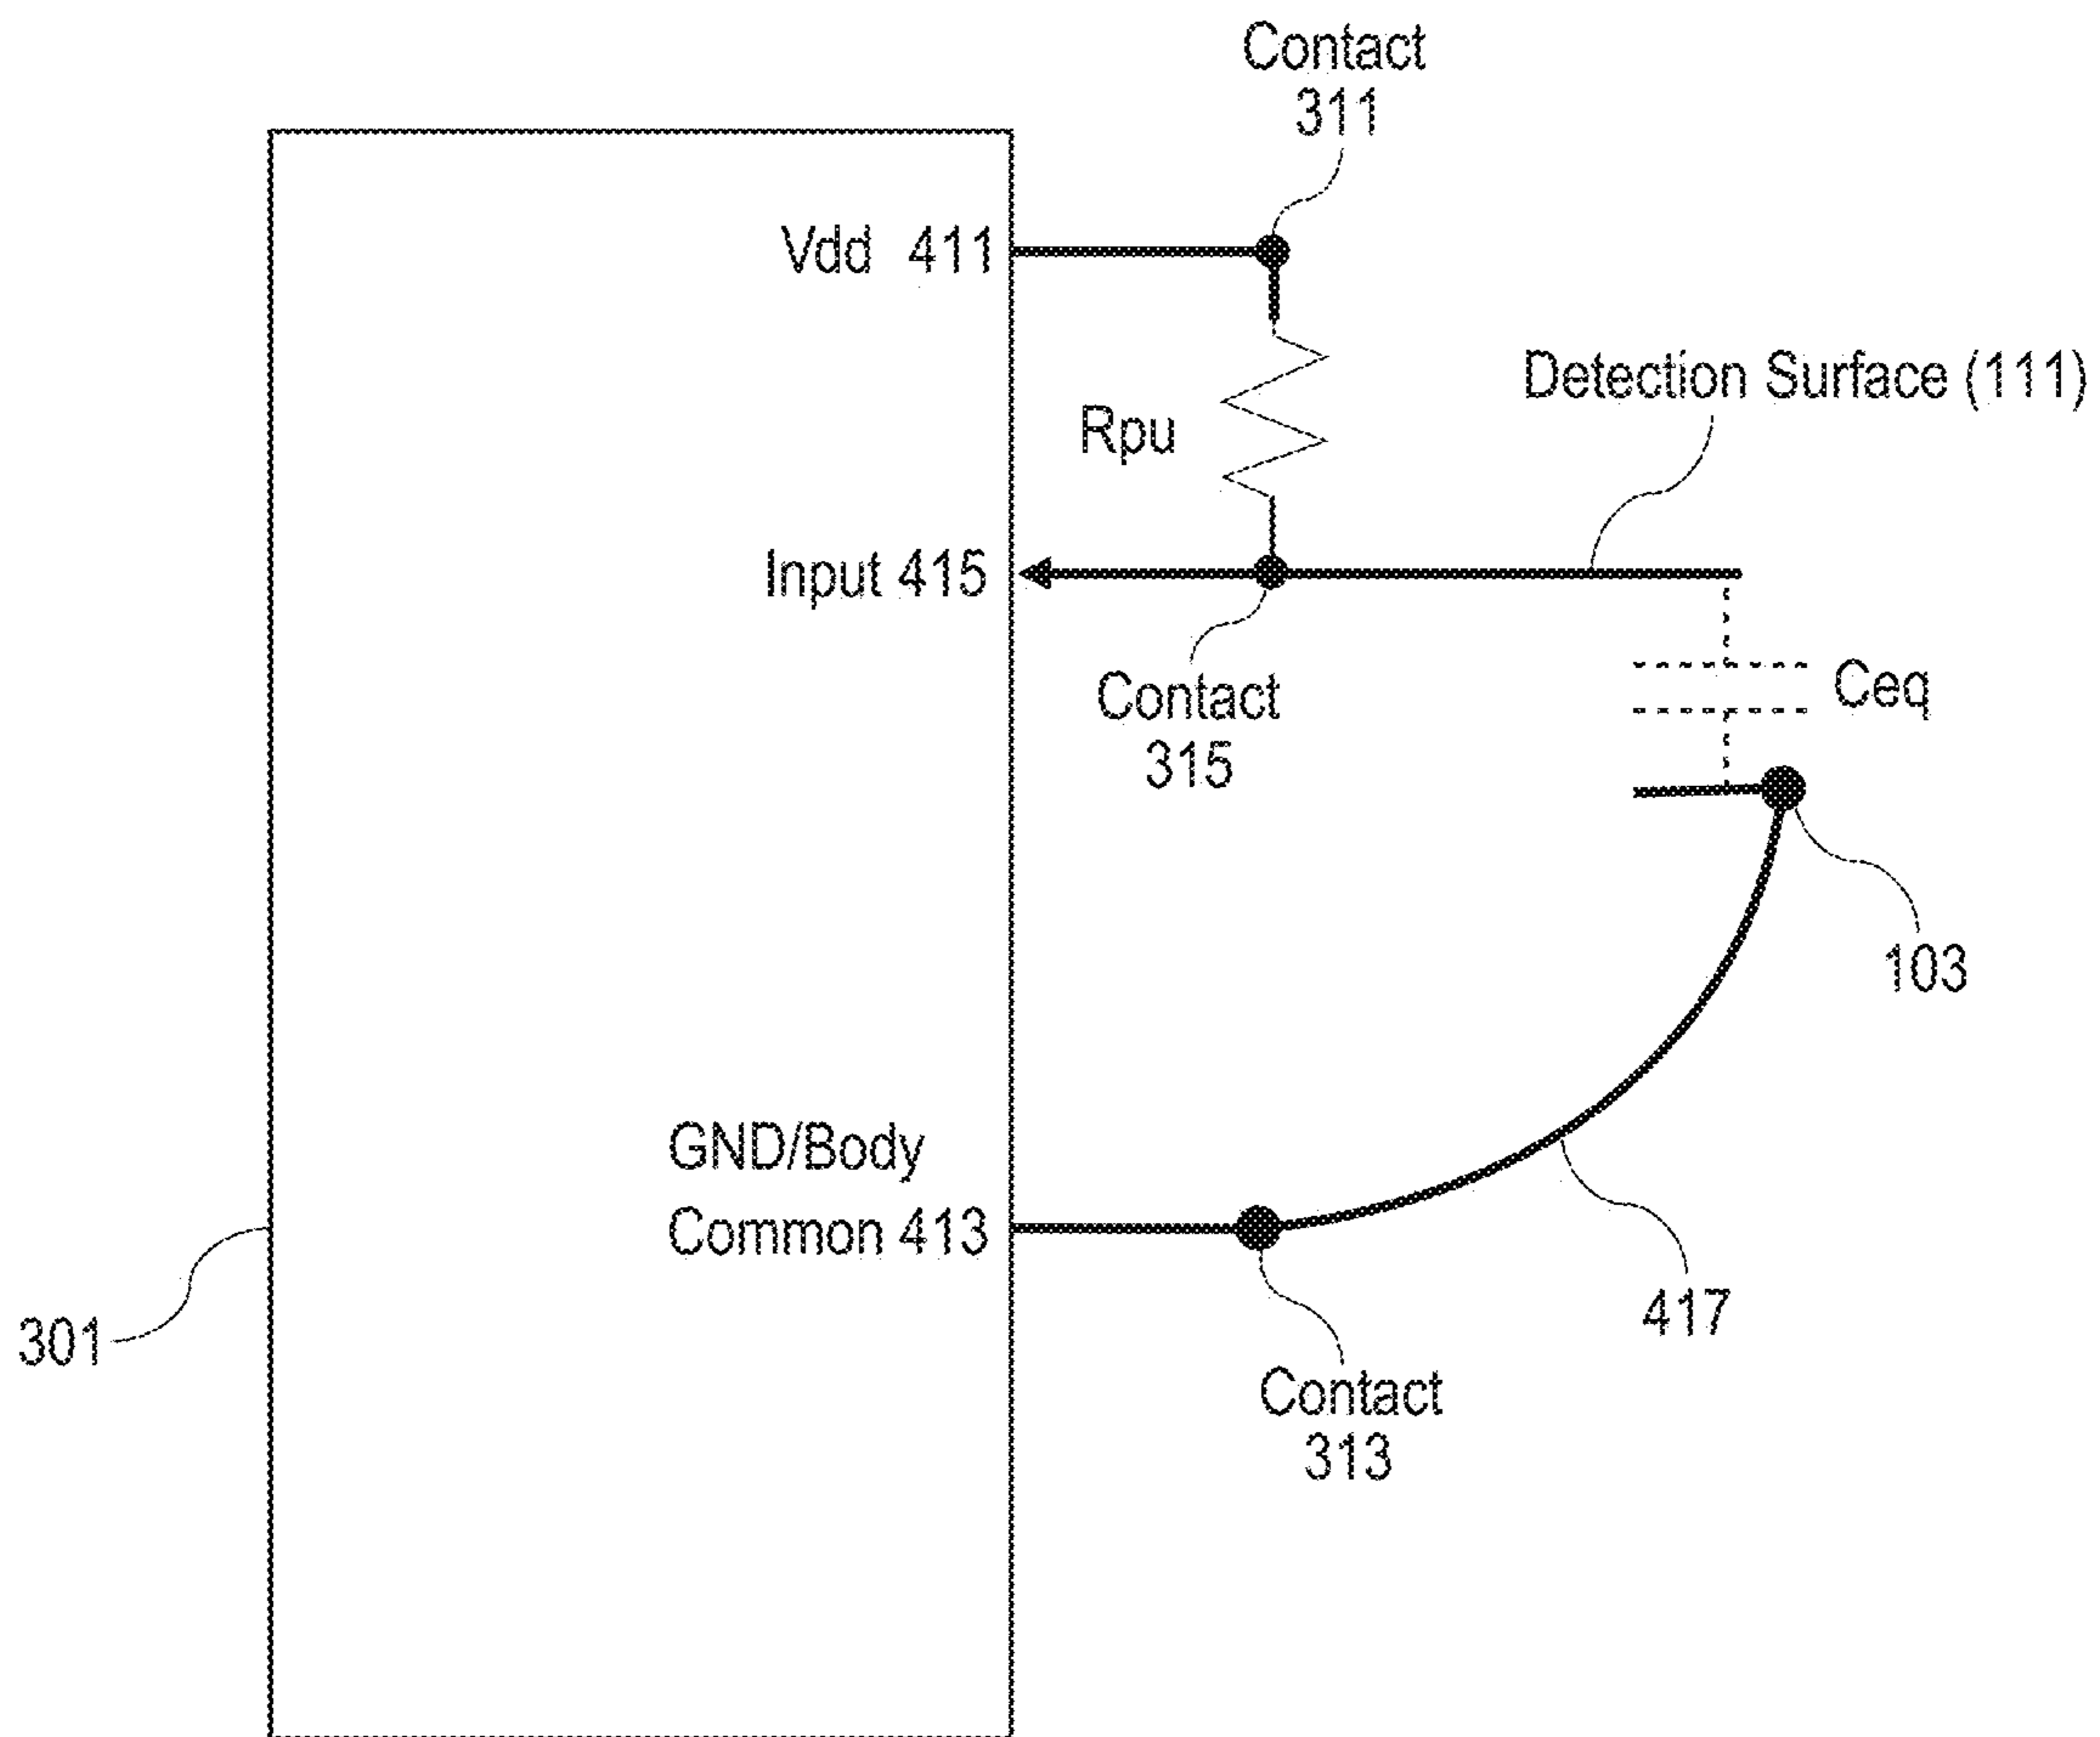 Contact
311
Vdd 411
Detection Surface (111)
Rpu
Input 415
Contact
315
Ceq
103
GND/Body
Common 413
417
301
Contact
313